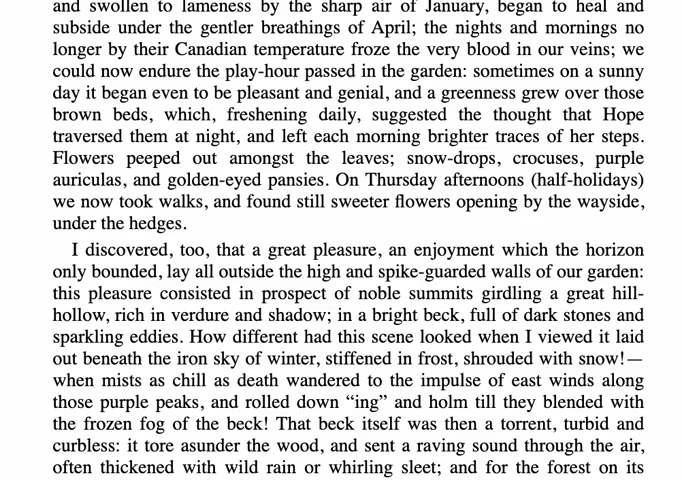 and swollen to lameness by the sharp air of January, began to heal and
subside under the gentler breathings of April; the nights and mornings no
longer by their Canadian temperature froze the very blood in our veins; we
could now endure the play-hour passed in the garden: sometimes on a sunny
day it began even to be pleasant and genial, and a greenness grew over those
brown beds, which, freshening daily, suggested the thought that Hope
traversed them at night, and left each morning brighter traces of her steps.
Flowers peeped out amongst the leaves; snow-drops, crocuses, purple
auriculas, and golden-eyed pansies. On Thursday afternoons (half-holidays)
we now took walks, and found still sweeter flowers opening by the wayside,
under the hedges.
I discovered, too, that a great pleasure, an enjoyment which the horizon
only bounded, lay all outside the high and spike-guarded walls of our garden:
this pleasure consisted in prospect of noble summits girdling a great hill-
hollow, rich in verdure and shadow; in a bright beck, full of dark stones and
sparkling eddies. How different had this scene looked when I viewed it laid
out beneath the iron sky of winter, stiffened in frost, shrouded with snow!—
when mists as chill as death wandered to the impulse of east winds along
those purple peaks, and rolled down “ing” and holm till they blended with
the frozen fog of the beck! That beck itself was then a torrent, turbid and
curbless: it tore asunder the wood, and sent a raving sound through the air,
often thickened with wild rain or whirling sleet; and for the forest on its